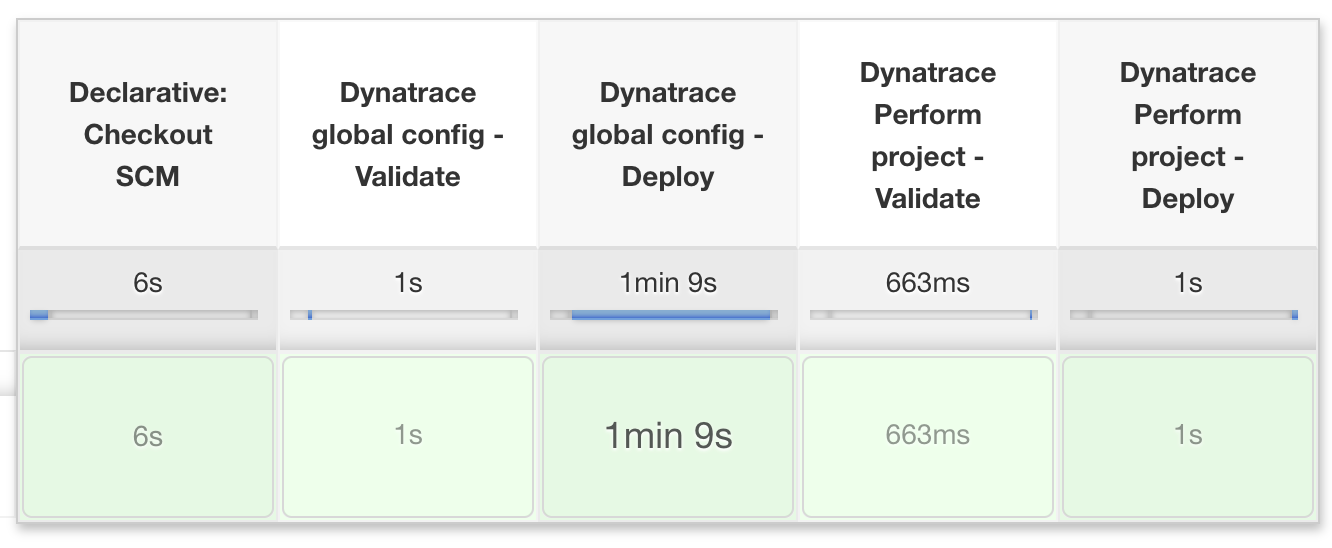 Declarative:
Checkout
SCM
Dynatrace
global config -
Validate
Dynatrace
global config -
Deploy
Dynatrace
Perform
project -
Validate
Dynatrace
Perform
project -
Deploy
6s
1s
1min 9s
663ms
1s
6s
1s
1min 9s
663ms
1s